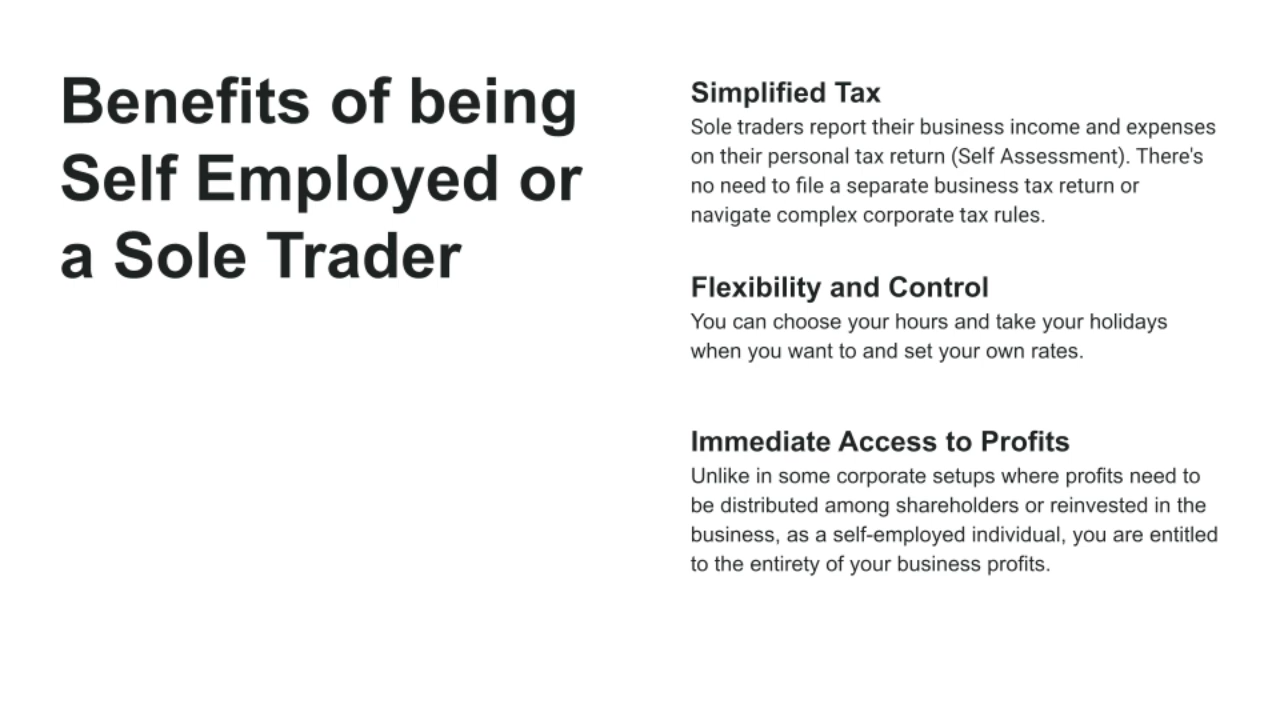 Benefits of being
Self Employed or
a Sole Trader
Simplified Tax
Sole traders report their business income and expenses
on their personal tax return (Self Assessment). There's
no need to file a separate business tax return or
navigate complex corporate tax rules.
Flexibility and Control
You can choose your hours and take your holidays
when you want to and set your own rates.
Immediate Access to Profits
Unlike in some corporate setups where profits need to
be distributed among shareholders or reinvested in the
business, as a self-employed individual, you are entitled
to the entirety of your business profits.